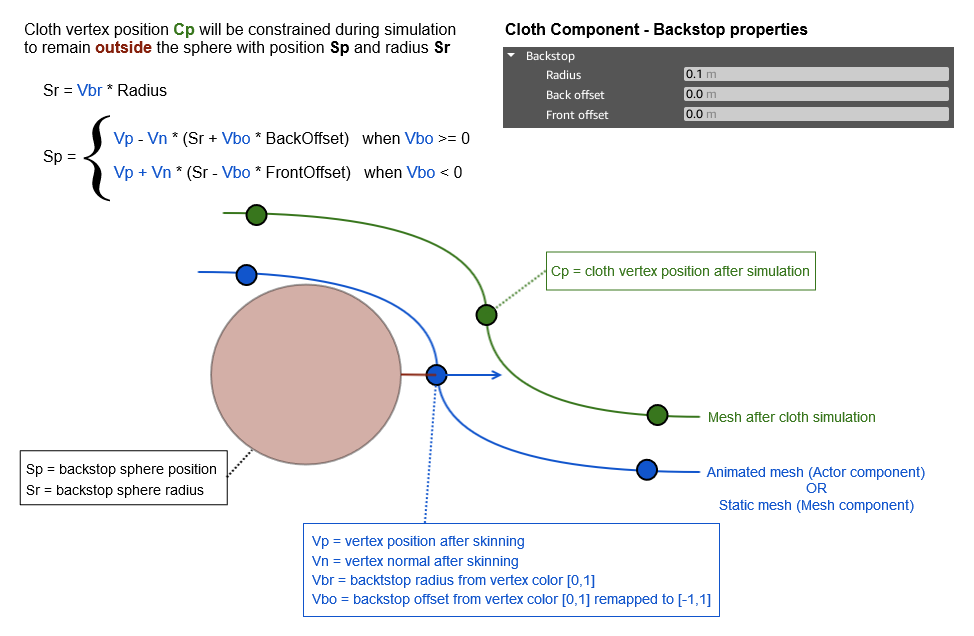 Cloth vertex position Cp will be constrained during simulation
to remain outside the sphere with position Sp and radius Sr
Sr = Vbr * Radius
Sp =
Vp - Vn * (Sr + Vbo * BackOffset) when Vbo >= 0
Vp + Vn * (Sr - Vbo * FrontOffset) when Vbo < 0
Cloth Component - Backstop properties
Backstop
Radius 0.1 m
Back offset 0.0 m
Front offset 0.0 m
Cp = cloth vertex position after simulation
Mesh after cloth simulation
Animated mesh (Actor component)
OR
Static mesh (Mesh component)
Sp = backstop sphere position
Sr = backstop sphere radius
Vp = vertex position after skinning
Vn = vertex normal after skinning
Vbr = backtstop radius from vertex color [0,1]
Vbo = backstop offset from vertex color [0,1] remapped to [-1,1]